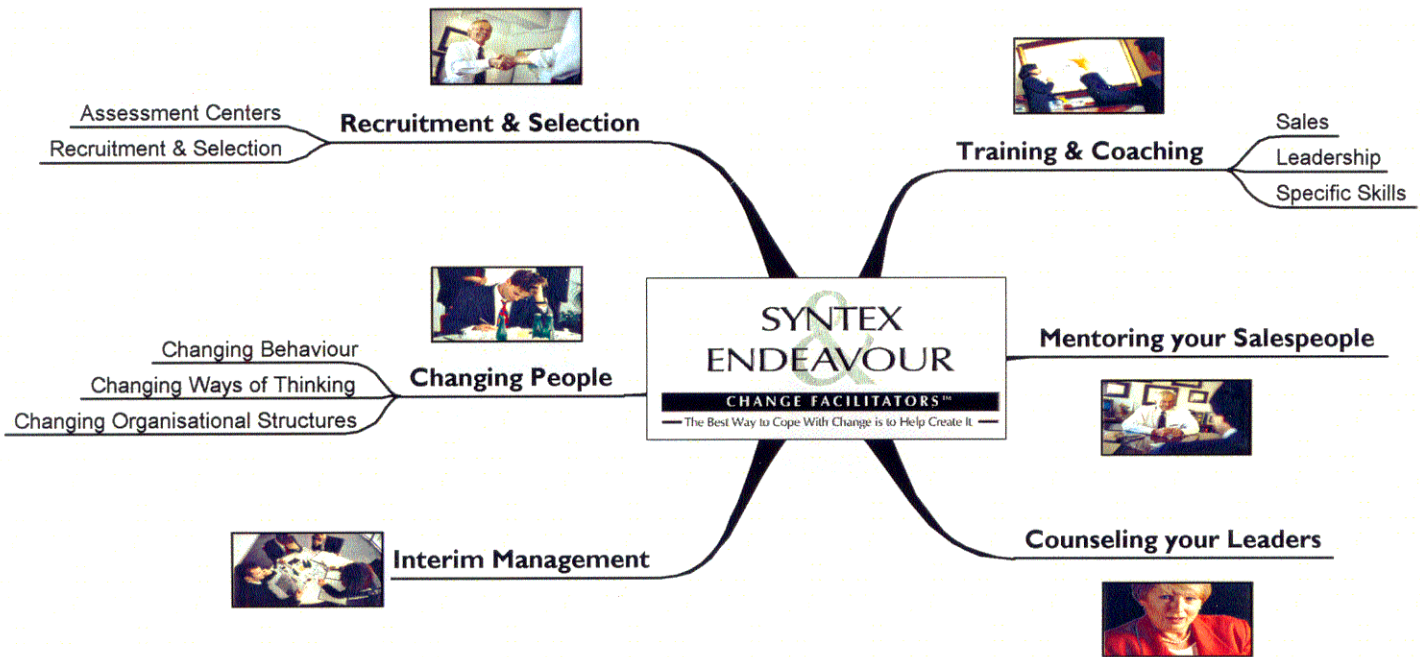 Assessment Centers
Recruitment & Selection
Recruitment & Selection
Training & Coaching
Sales
Leadership
Specific Skills
SYNTEX
&
ENDEAVOUR
CHANGE FACILITATORS™
The Best Way to Cope With Change is to Help Create It
Changing Behaviour
Changing Ways of Thinking
Changing Organisational Structures
Changing People
Mentoring your Salespeople
Interim Management
Counseling your Leaders